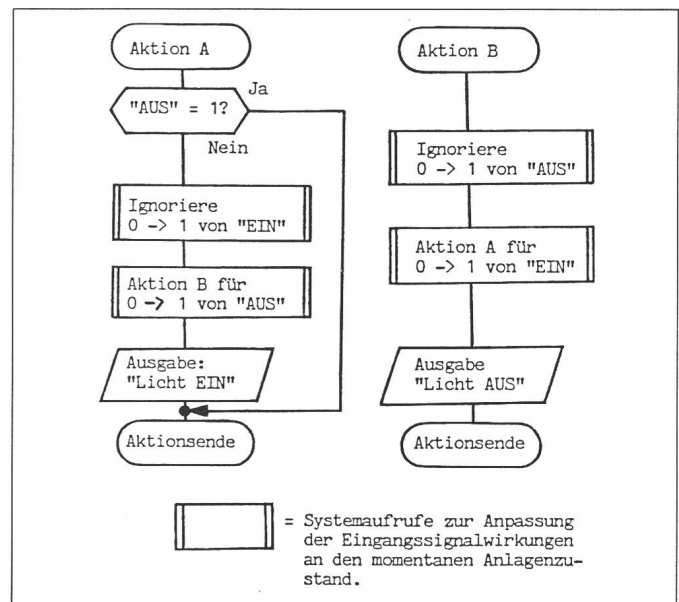 Aktion A
"AUS" = 1?
Ja
Nein
Ignoriere
0 -> 1 von "EIN"
Aktion B für
0 -> 1 von "AUS"
Ausgabe:
"Licht EIN"
Aktionsende
Aktion B
Ignoriere
0 -> 1 von "AUS"
Aktion A für
0 -> 1 von "EIN"
Ausgabe
"Licht AUS"
Aktionsende
= Systemaufrufe zur Anpassung
der Eingangssignalwirkungen
an den momentanen Anlagenzu-
stand.